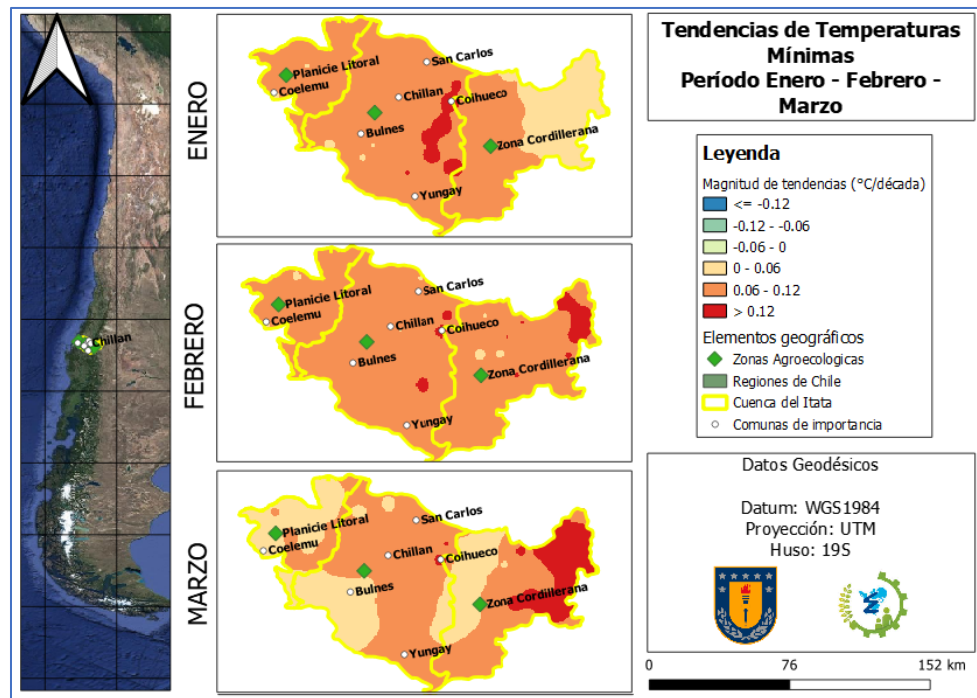 Tendencias de Temperaturas
Mínimas
Período Enero - Febrero -
Marzo
Chillan
ENERO
San Carlos
Planicie Litoral
Coelemu
Chillan
Coihueco
Bulnes
Zona Cordillerana
Yungay
FEBRERO
San Carlos
Planicie Litoral
Coelemu
Chillan
Coihueco
Bulnes
Zona Cordillerana
Yungay
MARZO
San Carlos
Planicie Litoral
Coelemu
Chillan
Coihueco
Bulnes
Zona Cordillerana
Yungay
Leyenda
Magnitud de tendencias (°C/década)
<= -0.12
-0.12 - -0.06
-0.06 - 0
0 - 0.06
0.06 - 0.12
> 0.12
Elementos geográficos
Zonas Agroecologicas
Regiones de Chile
Cuenca del Itata
Comunas de importancia
Datos Geodésicos
Datum: WGS1984
Proyección: UTM
Huso: 19S
0 76 152 km